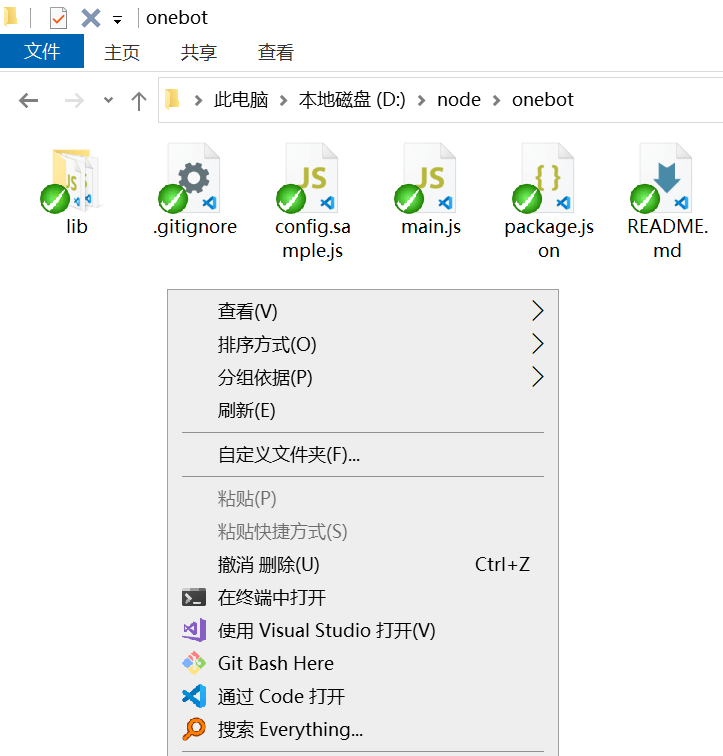 onebot
文件 主页 共享 查看
此电脑 本地磁盘 (D:) node onebot
lib .gitignore config.sample.js main.js package.json README.md
查看(V)
排序方式(O)
分组依据(P)
刷新(E)
自定义文件夹(F)...
粘贴(P)
粘贴快捷方式(S)
撤消 删除(U) Ctrl+Z
在终端中打开
使用 Visual Studio 打开(V)
Git Bash Here
通过 Code 打开
搜索 Everything...